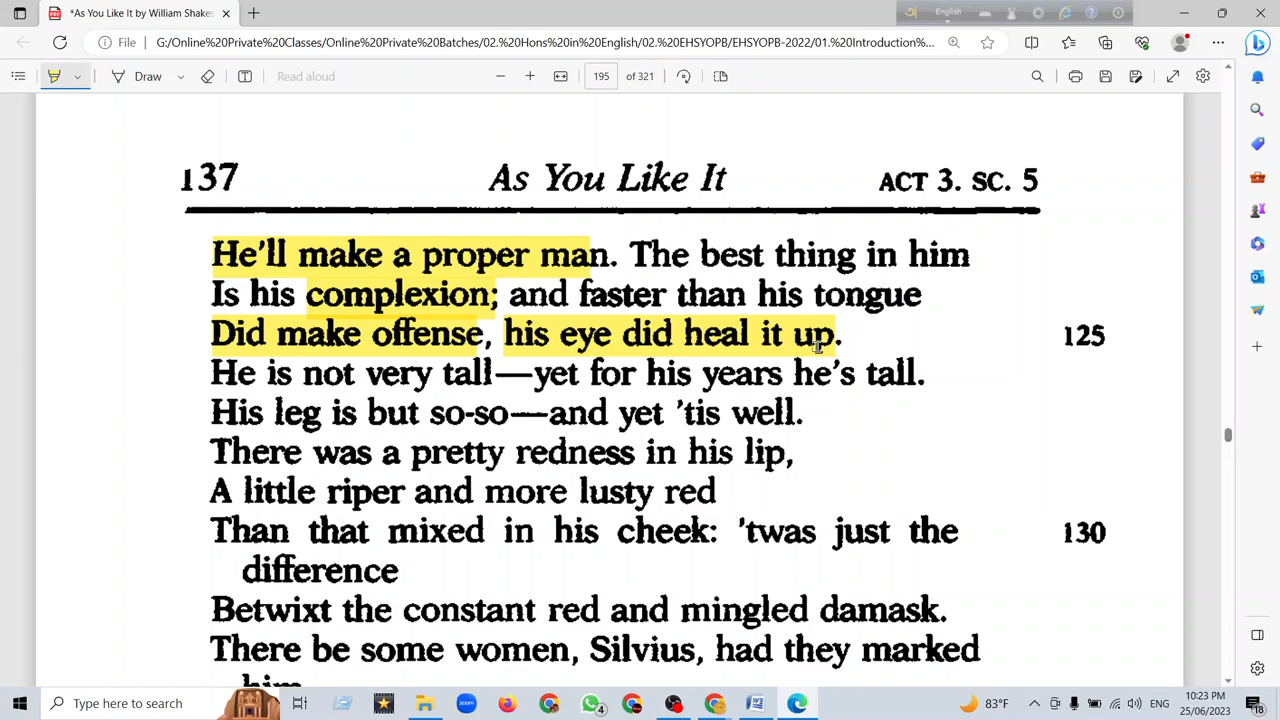 *As You Like It by William Shakes
File
G:/Online%20Private%20Classes/Online%20Private%20Batches/02.%20Hons%20in%20English/02.%20EHSYOPB/EHSYOPB-2022/01.%20Introduction%...
Draw
Read aloud
195 of 321
English
137 As You Like It ACT 3. SC. 5
He'll make a proper man. The best thing in him
Is his complexion; and faster than his tongue
Did make offense, his eye did heal it up. 125
He is not very tall—yet for his years he's tall.
His leg is but so-so—and yet 'tis well.
There was a pretty redness in his lip,
A little riper and more lusty red
Than that mixed in his cheek: 'twas just the 130
difference
Betwixt the constant red and mingled damask.
There be some women, Silvius, had they marked
him
Type here to search
zoom
4
83°F
ENG
10:23 PM
25/06/2023
18